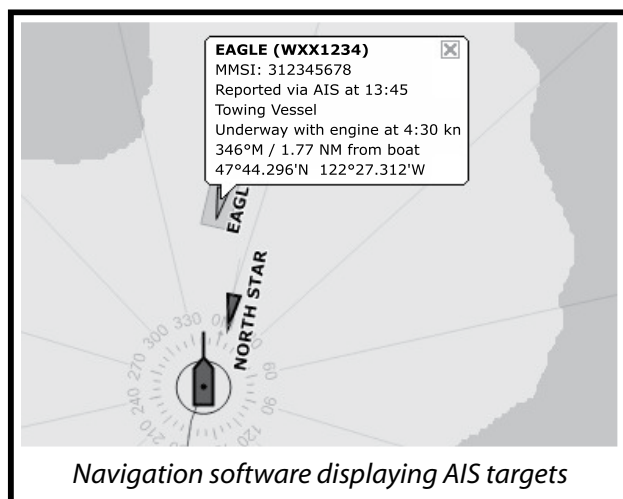 EAGLE (WXX1234)
MMSI: 312345678
Reported via AIS at 13:45
Towing Vessel
Underway with engine at 4:30 kn
346°M / 1.77 NM from boat
47°44.296'N 122°27.312'W
EAGLE
NORTH STAR
330
300
270
240
210
60
90
120
Navigation software displaying AIS targets